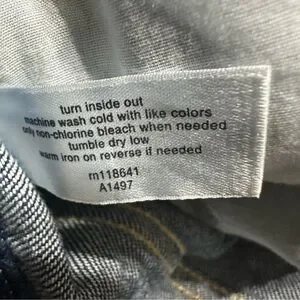 turn inside out
machine wash cold with like colors
only non-chlorine bleach when needed
tumble dry low
warm iron on reverse if needed
m118641
A1497